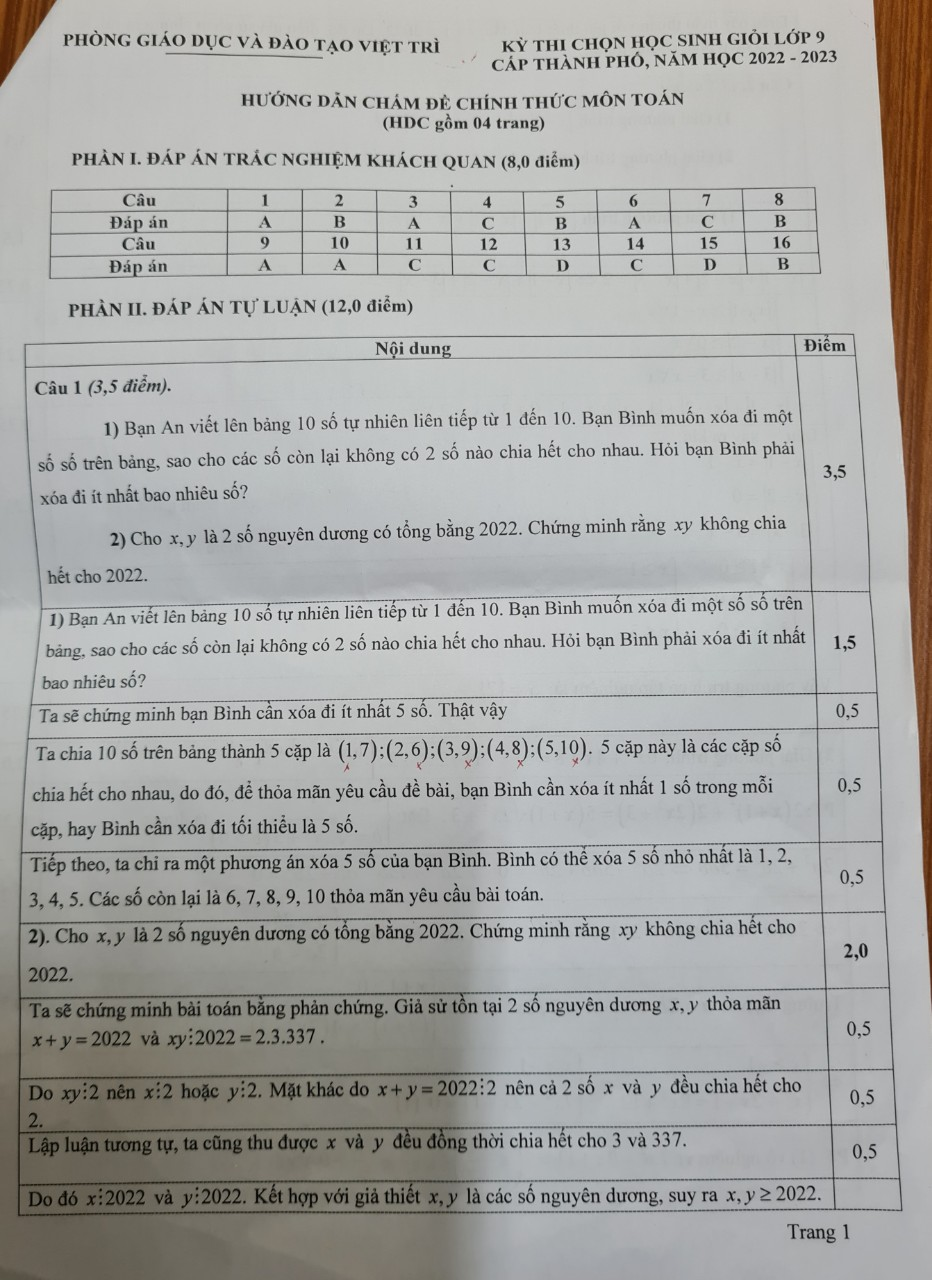 PHÒNG GIÁO DỤC VÀ ĐÀO TẠO VIỆT TRÌ
KỲ THI CHỌN HỌC SINH GIỎI LỚP 9
CẤP THÀNH PHỐ, NĂM HỌC 2022 - 2023
HƯỚNG DẪN CHẤM ĐỀ CHÍNH THỨC MÔN TOÁN
(HDC gồm 04 trang)
PHẦN I. ĐÁP ÁN TRẮC NGHIỆM KHÁCH QUAN (8,0 điểm)
Câu 1 2 3 4 5 6 7 8
Đáp án A B A C B A C B
Câu 9 10 11 12 13 14 15 16
Đáp án A A C C D C D B
PHẦN II. ĐÁP ÁN TỰ LUẬN (12,0 điểm)
Nội dung Điểm
Câu 1 (3,5 điểm).
1) Bạn An viết lên bảng 10 số tự nhiên liên tiếp từ 1 đến 10. Bạn Bình muốn xóa đi một
số số trên bảng, sao cho các số còn lại không có 2 số nào chia hết cho nhau. Hỏi bạn Bình phải
3,5
xóa đi ít nhất bao nhiêu số?
2) Cho x, y là 2 số nguyên dương có tổng bằng 2022. Chứng minh rằng xy không chia
hết cho 2022.
1) Bạn An viết lên bảng 10 số tự nhiên liên tiếp từ 1 đến 10. Bạn Bình muốn xóa đi một số số trên
bảng, sao cho các số còn lại không có 2 số nào chia hết cho nhau. Hỏi bạn Bình phải xóa đi ít nhất
1,5
bao nhiêu số?
Ta sẽ chứng minh bạn Bình cần xóa đi ít nhất 5 số. Thật vậy
0,5
Ta chia 10 số trên bảng thành 5 cặp là (1,7);(2,6);(3,9);(4,8);(5,10). 5 cặp này là các cặp số
chia hết cho nhau, do đó, để thỏa mãn yêu cầu đề bài, bạn Bình cần xóa ít nhất 1 số trong mỗi
0,5
cặp, hay Bình cần xóa đi tối thiểu là 5 số.
Tiếp theo, ta chỉ ra một phương án xóa 5 số của bạn Bình. Bình có thể xóa 5 số nhỏ nhất là 1, 2,
0,5
3, 4, 5. Các số còn lại là 6, 7, 8, 9, 10 thỏa mãn yêu cầu bài toán.
2). Cho x, y là 2 số nguyên dương có tổng bằng 2022. Chứng minh rằng xy không chia hết cho
2,0
2022.
Ta sẽ chứng minh bài toán bằng phản chứng. Giả sử tồn tại 2 số nguyên dương x, y thỏa mãn
0,5
x + y = 2022 và xy⋮2022 = 2.3.337 .
Do xy⋮2 nên x⋮2 hoặc y⋮2. Mặt khác do x + y = 2022⋮2 nên cả 2 số x và y đều chia hết cho
0,5
2.
Lập luận tương tự, ta cũng thu được x và y đều đồng thời chia hết cho 3 và 337.
0,5
Do đó x⋮2022 và y⋮2022. Kết hợp với giả thiết x, y là các số nguyên dương, suy ra x, y ≥ 2022.
Trang 1